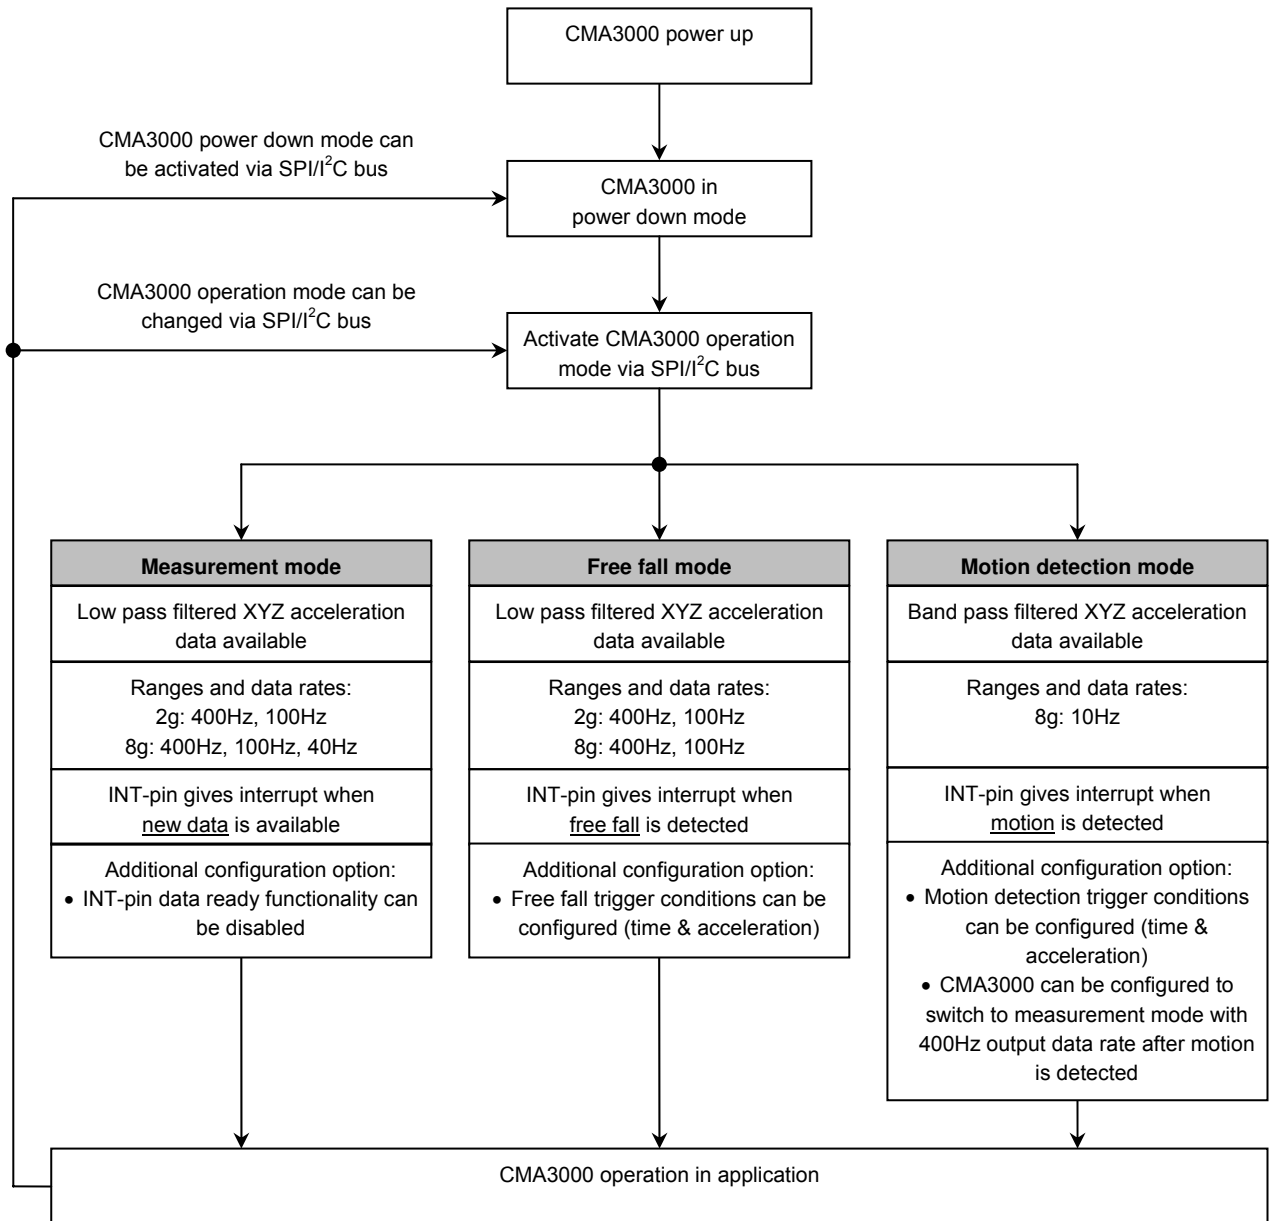 CMA3000 power up
CMA3000 power down mode can
be activated via SPI/I²C bus
CMA3000 in
power down mode
CMA3000 operation mode can be
changed via SPI/I²C bus
Activate CMA3000 operation
mode via SPI/I²C bus
Measurement mode
Low pass filtered XYZ acceleration
data available
Ranges and data rates:
2g: 400Hz, 100Hz
8g: 400Hz, 100Hz, 40Hz
INT-pin gives interrupt when
new data is available
Additional configuration option:
• INT-pin data ready functionality can
be disabled
Free fall mode
Low pass filtered XYZ acceleration
data available
Ranges and data rates:
2g: 400Hz, 100Hz
8g: 400Hz, 100Hz
INT-pin gives interrupt when
free fall is detected
Additional configuration option:
• Free fall trigger conditions can be
configured (time & acceleration)
Motion detection mode
Band pass filtered XYZ acceleration
data available
Ranges and data rates:
8g: 10Hz
INT-pin gives interrupt when
motion is detected
Additional configuration option:
• Motion detection trigger conditions
can be configured (time &
acceleration)
• CMA3000 can be configured to
switch to measurement mode with
400Hz output data rate after motion
is detected
CMA3000 operation in application